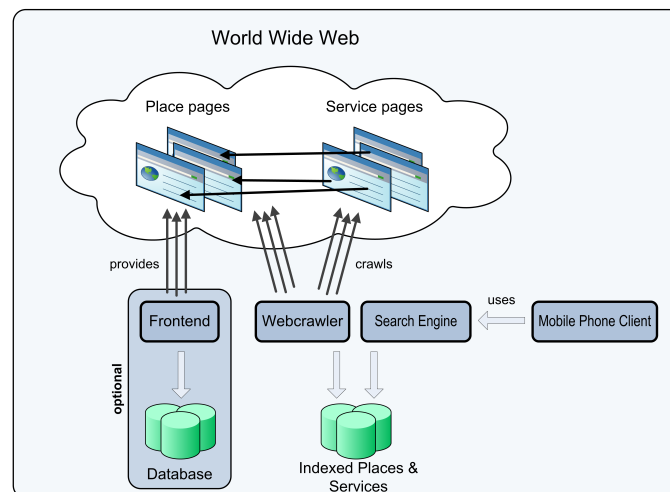 World Wide Web
Place pages
Service pages
provides
crawls
Frontend
Webcrawler
Search Engine
uses
Mobile Phone Client
optional
Database
Indexed Places &
Services